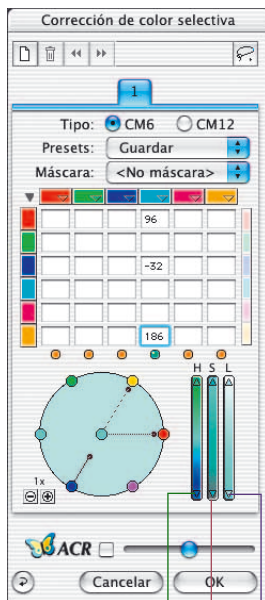 Corrección de color selectiva
1
Tipo: CM6 CM12
Presets: Guardar
Máscara: <No máscara>
96
-32
186
H S L
1x
ACR
Cancelar OK